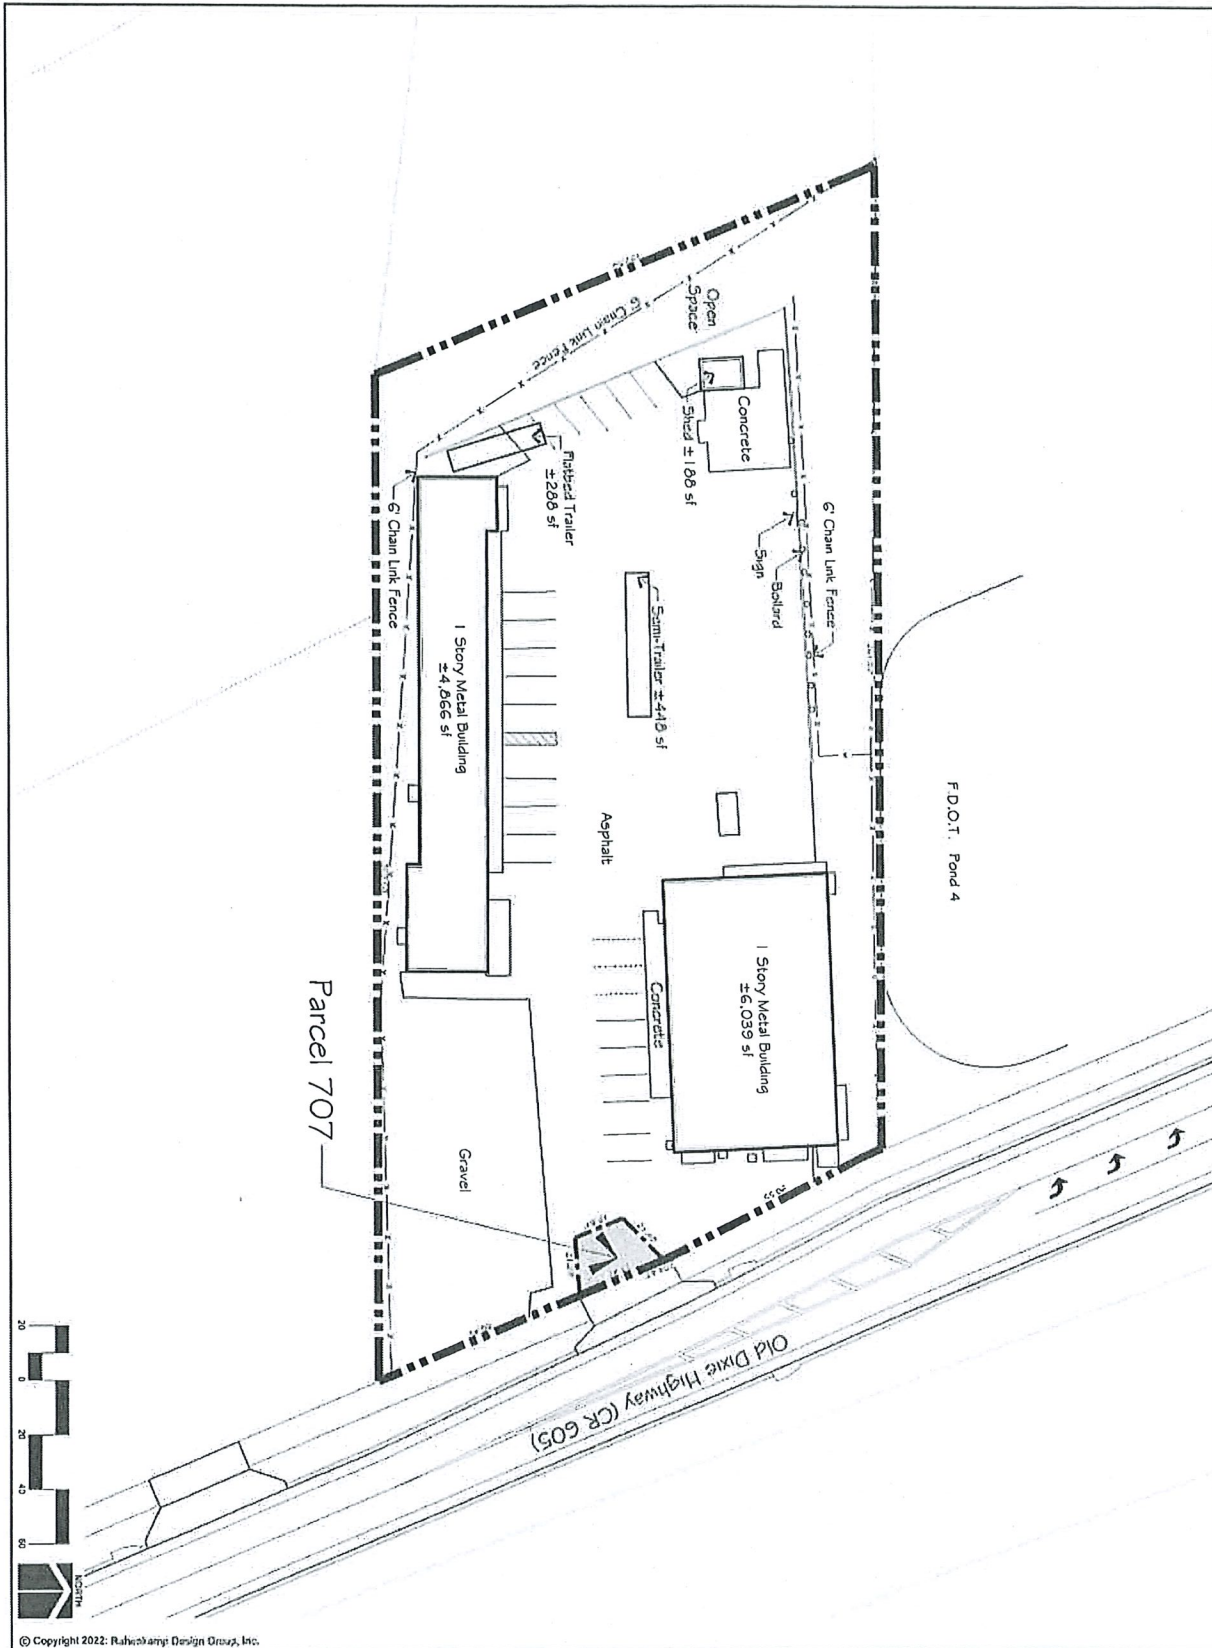 Open
Space
6' Chain Link Fence
Concrete
Shed ±188 sf
Flatbed Trailer
±288 sf
6' Chain Link Fence
Sign
Bollard
6' Chain Link Fence
Semi-Trailer ±448 sf
1 Story Metal Building
±4,866 sf
Asphalt
F.D.O.T. Pond 4
1 Story Metal Building
±6,039 sf
Concrete
Parcel 707
Gravel
Old Dixie Highway (CR 605)
20 0 20 40 60
NORTH
© Copyright 2022: Rahenkamp Design Group, Inc.